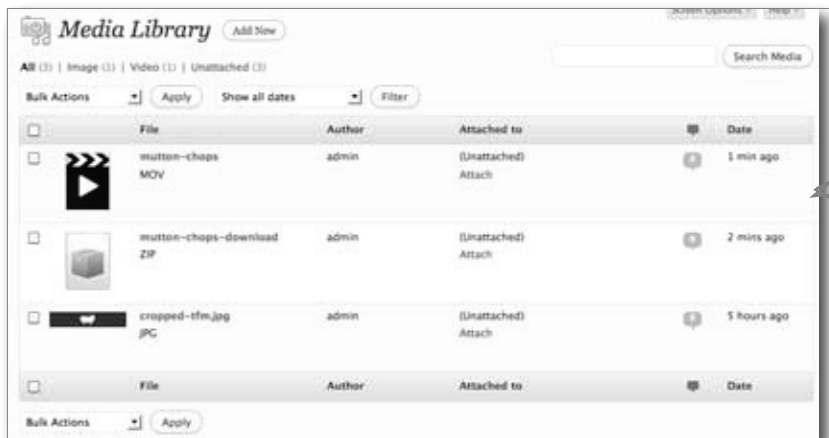 Screen Options Help
Media Library Add New
Search Media
All (3) | Image (1) | Video (1) | Unattached (3)
Bulk Actions Apply Show all dates Filter
File Author Attached to Date
mutton-chops admin (Unattached) 1 min ago
MOV Attach
mutton-chops-download admin (Unattached) 2 mins ago
ZIP Attach
cropped-tfm.jpg admin (Unattached) 5 hours ago
JPG Attach
File Author Attached to Date
Bulk Actions Apply